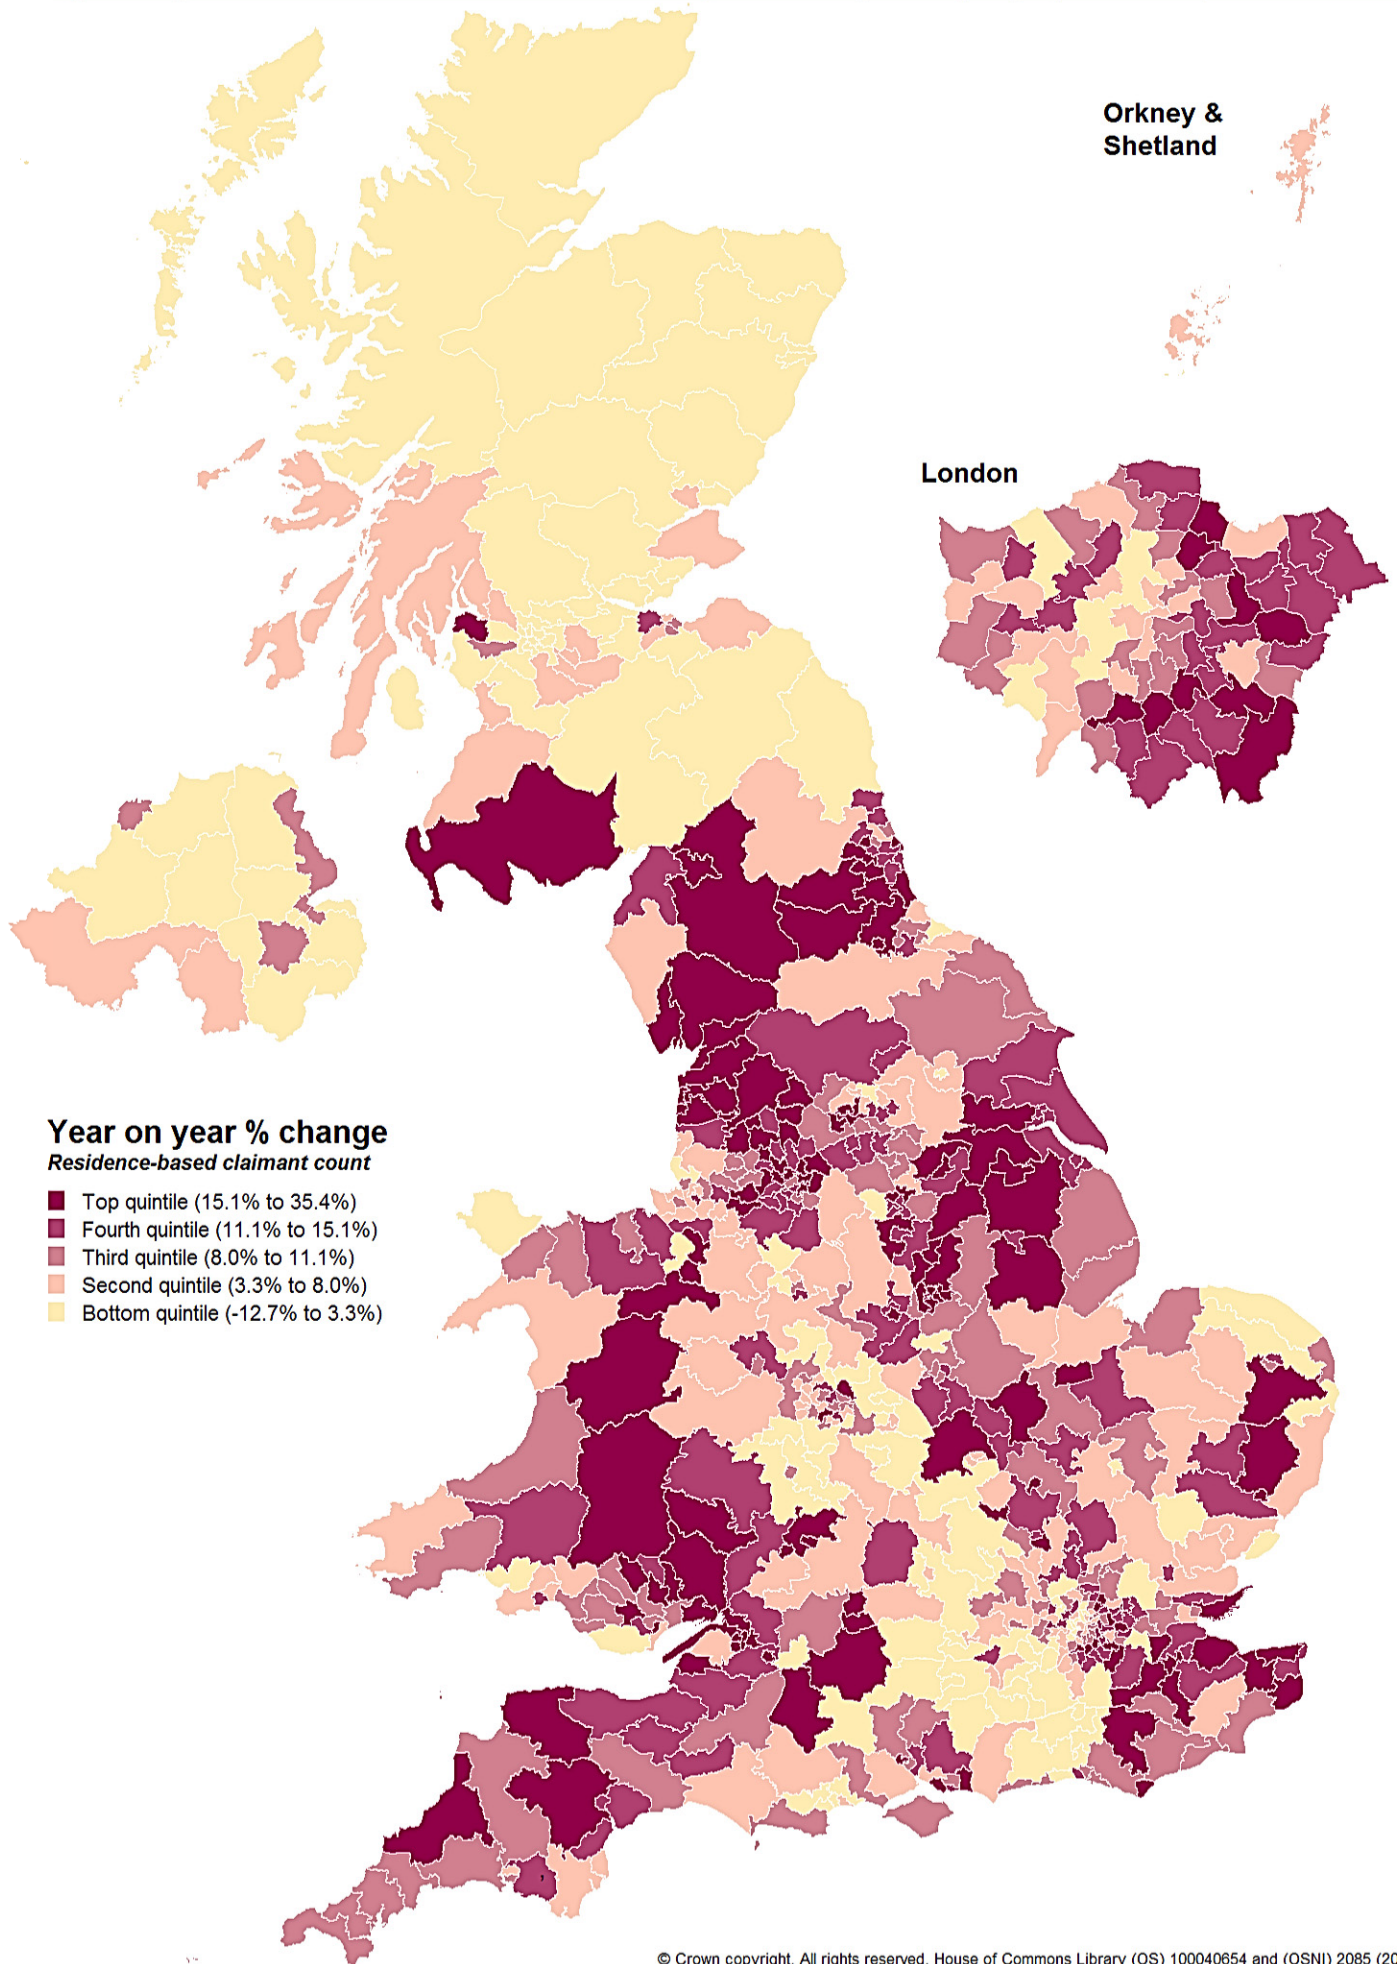 Orkney &
Shetland
London
Year on year % change
Residence-based claimant count
Top quintile (15.1% to 35.4%)
Fourth quintile (11.1% to 15.1%)
Third quintile (8.0% to 11.1%)
Second quintile (3.3% to 8.0%)
Bottom quintile (-12.7% to 3.3%)
© Crown copyright. All rights reserved. House of Commons Library (OS) 100040654 and (OSNI) 2085 (20